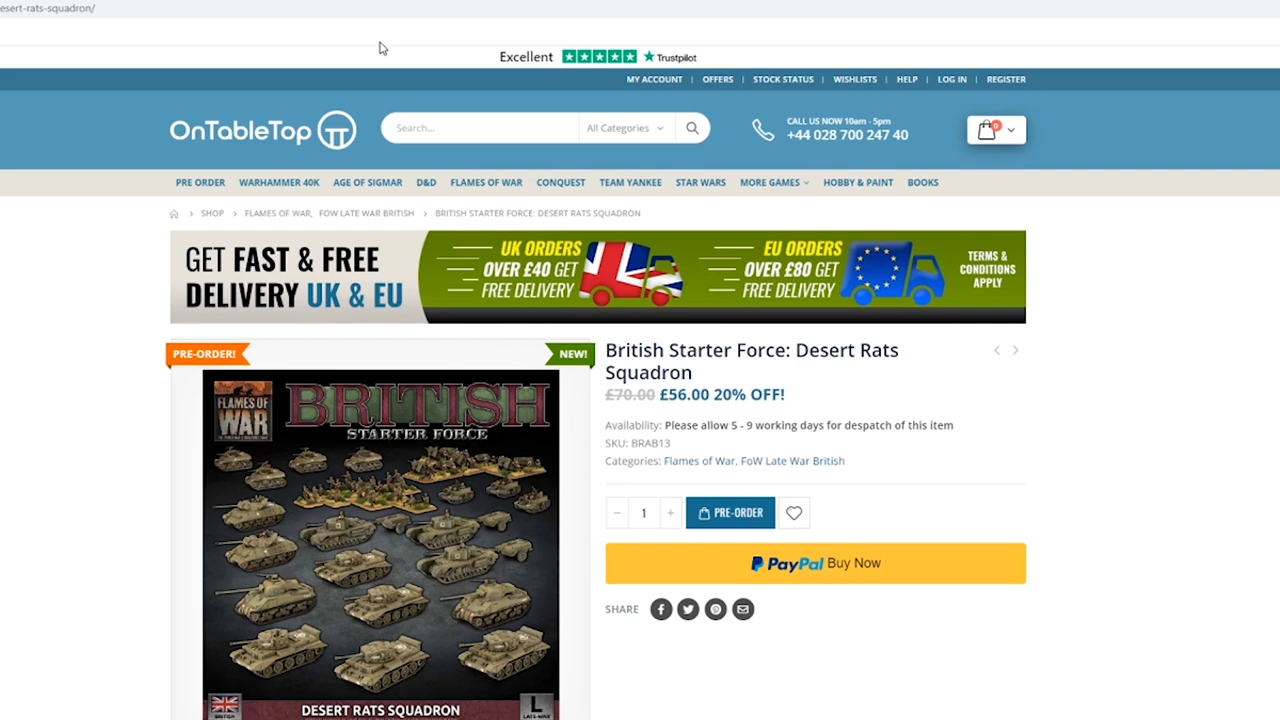 esert-rats-squadron/
Excellent Trustpilot
MY ACCOUNT | OFFERS | STOCK STATUS | WISHLISTS | HELP | LOG IN | REGISTER
OnTableTop
Search...
All Categories
CALL US NOW 10am - 5pm
+44 028 700 247 40
0
PRE ORDER WARHAMMER 40K AGE OF SIGMAR D&D FLAMES OF WAR CONQUEST TEAM YANKEE STAR WARS MORE GAMES HOBBY & PAINT BOOKS
SHOP > FLAMES OF WAR, FOW LATE WAR BRITISH > BRITISH STARTER FORCE: DESERT RATS SQUADRON
GET FAST & FREE
DELIVERY UK & EU
UK ORDERS
OVER £40 GET
FREE DELIVERY
EU ORDERS
OVER £80 GET
FREE DELIVERY
TERMS &
CONDITIONS
APPLY
PRE-ORDER!
NEW!
FLAMES OF
WAR
BRITISH
STARTER FORCE
BRITISH
DESERT RATS SQUADRON
L
LATE-WAR
British Starter Force: Desert Rats
Squadron
£70.00 £56.00 20% OFF!
Availability: Please allow 5 - 9 working days for despatch of this item
SKU: BRAB13
Categories: Flames of War, FoW Late War British
− 1 + PRE-ORDER
PayPal Buy Now
SHARE